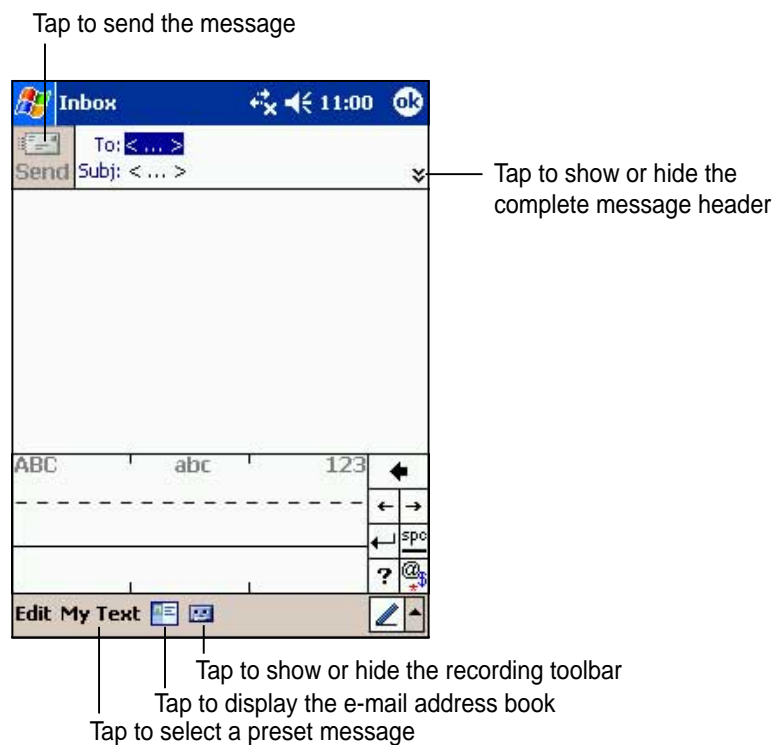 Tap to send the message
Inbox 11:00 ok
To: < ... >
Send Subj: < ... >
Tap to show or hide the
complete message header
ABC abc 123
spc
? @ * $
Edit My Text
Tap to show or hide the recording toolbar
Tap to display the e-mail address book
Tap to select a preset message